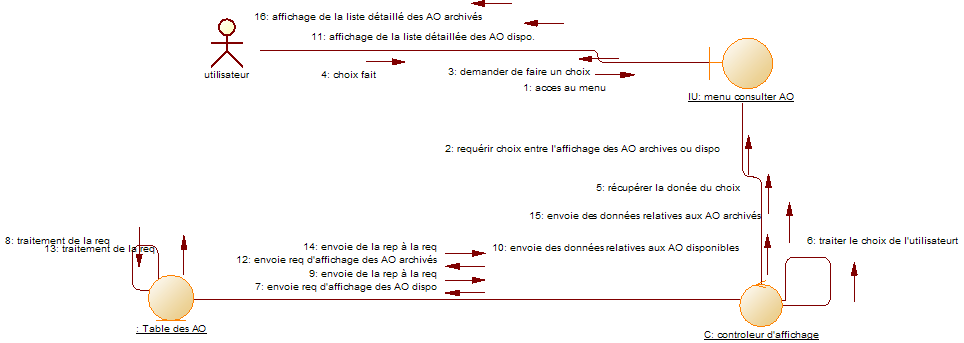 16: affichage de la liste détaillé des AO archivés
11: affichage de la liste détaillée des AO dispo.
utilisateur
4: choix fait
3: demander de faire un choix
1: acces au menu
IU: menu consulter AO
2: requérir choix entre l'affichage des AO archives ou dispo
5: récupérer la donée du choix
15: envoie des données relatives aux AO archivés
8: traitement de la req
13: traitement de la req
14: envoie de la rep à la req
10: envoie des données relatives aux AO disponibles
6: traiter le choix de l'utilisateurt
12: envoie req d'affichage des AO archivés
9: envoie de la rep à la req
7: envoie req d'affichage des AO dispo
: Table des AO
C: controleur d'affichage